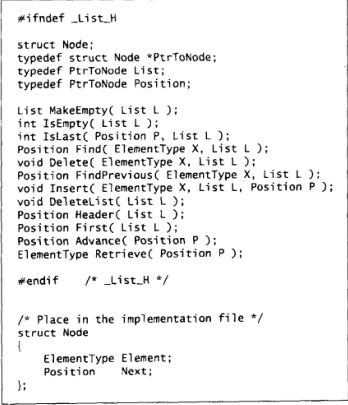 #ifndef _List_H
struct Node;
typedef struct Node *PtrToNode;
typedef PtrToNode List;
typedef PtrToNode Position;
List MakeEmpty( List L );
int IsEmpty( List L );
int IsLast( Position P, List L );
Position Find( ElementType X, List L );
void Delete( ElementType X, List L );
Position FindPrevious( ElementType X, List L );
void Insert( ElementType X, List L, Position P );
void DeleteList( List L );
Position Header( List L );
Position First( List L );
Position Advance( Position P );
ElementType Retrieve( Position P );
#endif /* _List_H */
/* Place in the implementation file */
struct Node
{
ElementType Element;
Position Next;
};